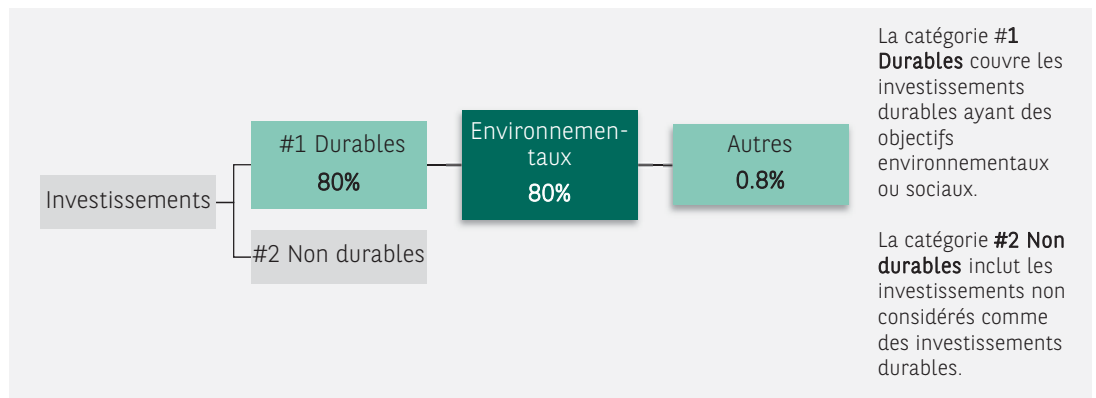 Investissements
#1 Durables
80%
#2 Non durables
Environnemen-
taux
80%
Autres
0.8%
La catégorie #1
Durables couvre les
investissements
durables ayant des
objectifs
environnementaux
ou sociaux.
La catégorie #2 Non
durables inclut les
investissements non
considérés comme
des investissements
durables.